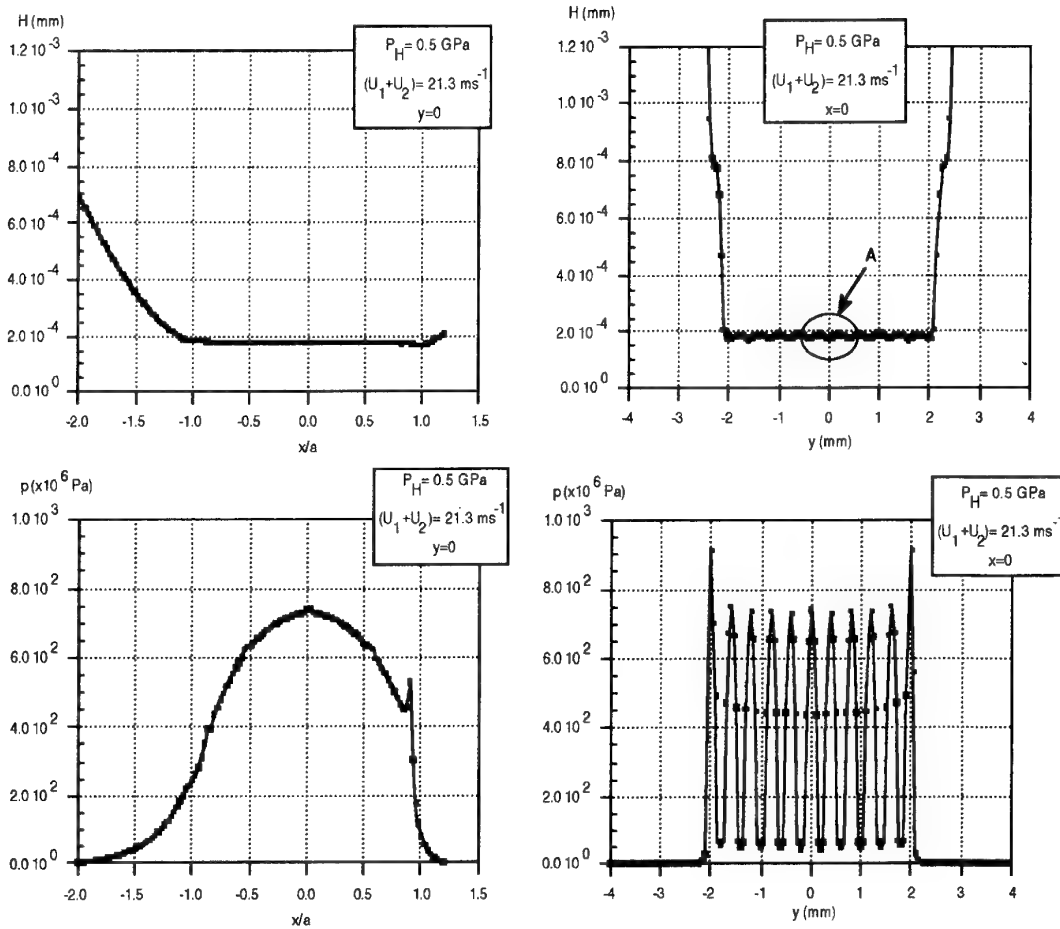 H (mm)
1.2 10⁻³
1.0 10⁻³
8.0 10⁻⁴
6.0 10⁻⁴
4.0 10⁻⁴
2.0 10⁻⁴
0.0 10⁰
-2.0 -1.5 -1.0 -0.5 0.0 0.5 1.0 1.5
x/a
P_H= 0.5 GPa
(U₁+U₂)= 21.3 ms⁻¹
y=0
H (mm)
1.2 10⁻³
1.0 10⁻³
8.0 10⁻⁴
6.0 10⁻⁴
4.0 10⁻⁴
2.0 10⁻⁴
0.0 10⁰
-4 -3 -2 -1 0 1 2 3 4
y (mm)
P_H= 0.5 GPa
(U₁+U₂)= 21.3 ms⁻¹
x=0
A
p(x10⁶ Pa)
1.0 10³
8.0 10²
6.0 10²
4.0 10²
2.0 10²
0.0 10⁰
-2.0 -1.5 -1.0 -0.5 0.0 0.5 1.0 1.5
x/a
P_H= 0.5 GPa
(U₁+U₂)= 21.3 ms⁻¹
y=0
p(x10⁶ Pa)
1.0 10³
8.0 10²
6.0 10²
4.0 10²
2.0 10²
0.0 10⁰
-4 -3 -2 -1 0 1 2 3 4
y (mm)
P_H= 0.5 GPa
(U₁+U₂)= 21.3 ms⁻¹
x=0